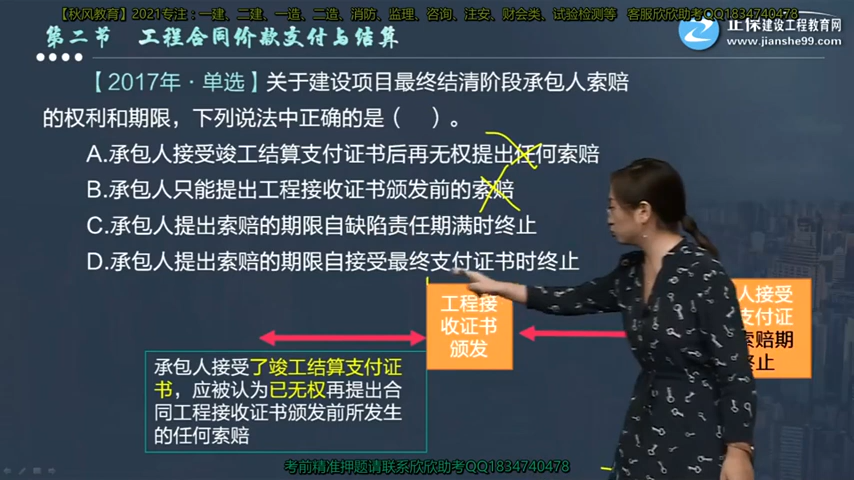 【秋风教育】2021专注：一建、二建、一造、二造、消防、监理、咨询、注安、财会类、试验检测等 客服欣欣助考QQ1834740478
第二节 工程合同价款交付与结算
正保建设工程教育网
www.jianshe99.com
【2017年·单选】关于建设项目最终结清阶段承包人索赔
的权利和期限，下列说法中正确的是（ ）。
A.承包人接受竣工结算支付证书后再无权提出任何索赔
B.承包人只能提出工程接收证书颁发前的索赔
C.承包人提出索赔的期限自缺陷责任期满时终止
D.承包人提出索赔的期限自接受最终支付证书时终止
工程接
收证书
颁发
人接受
支付证
索赔期
终止
承包人接受了竣工结算支付证
书，应被认为已无权再提出合
同工程接收证书颁发前所发生
的任何索赔
考前精准押题请联系欣欣助考QQ1834740478